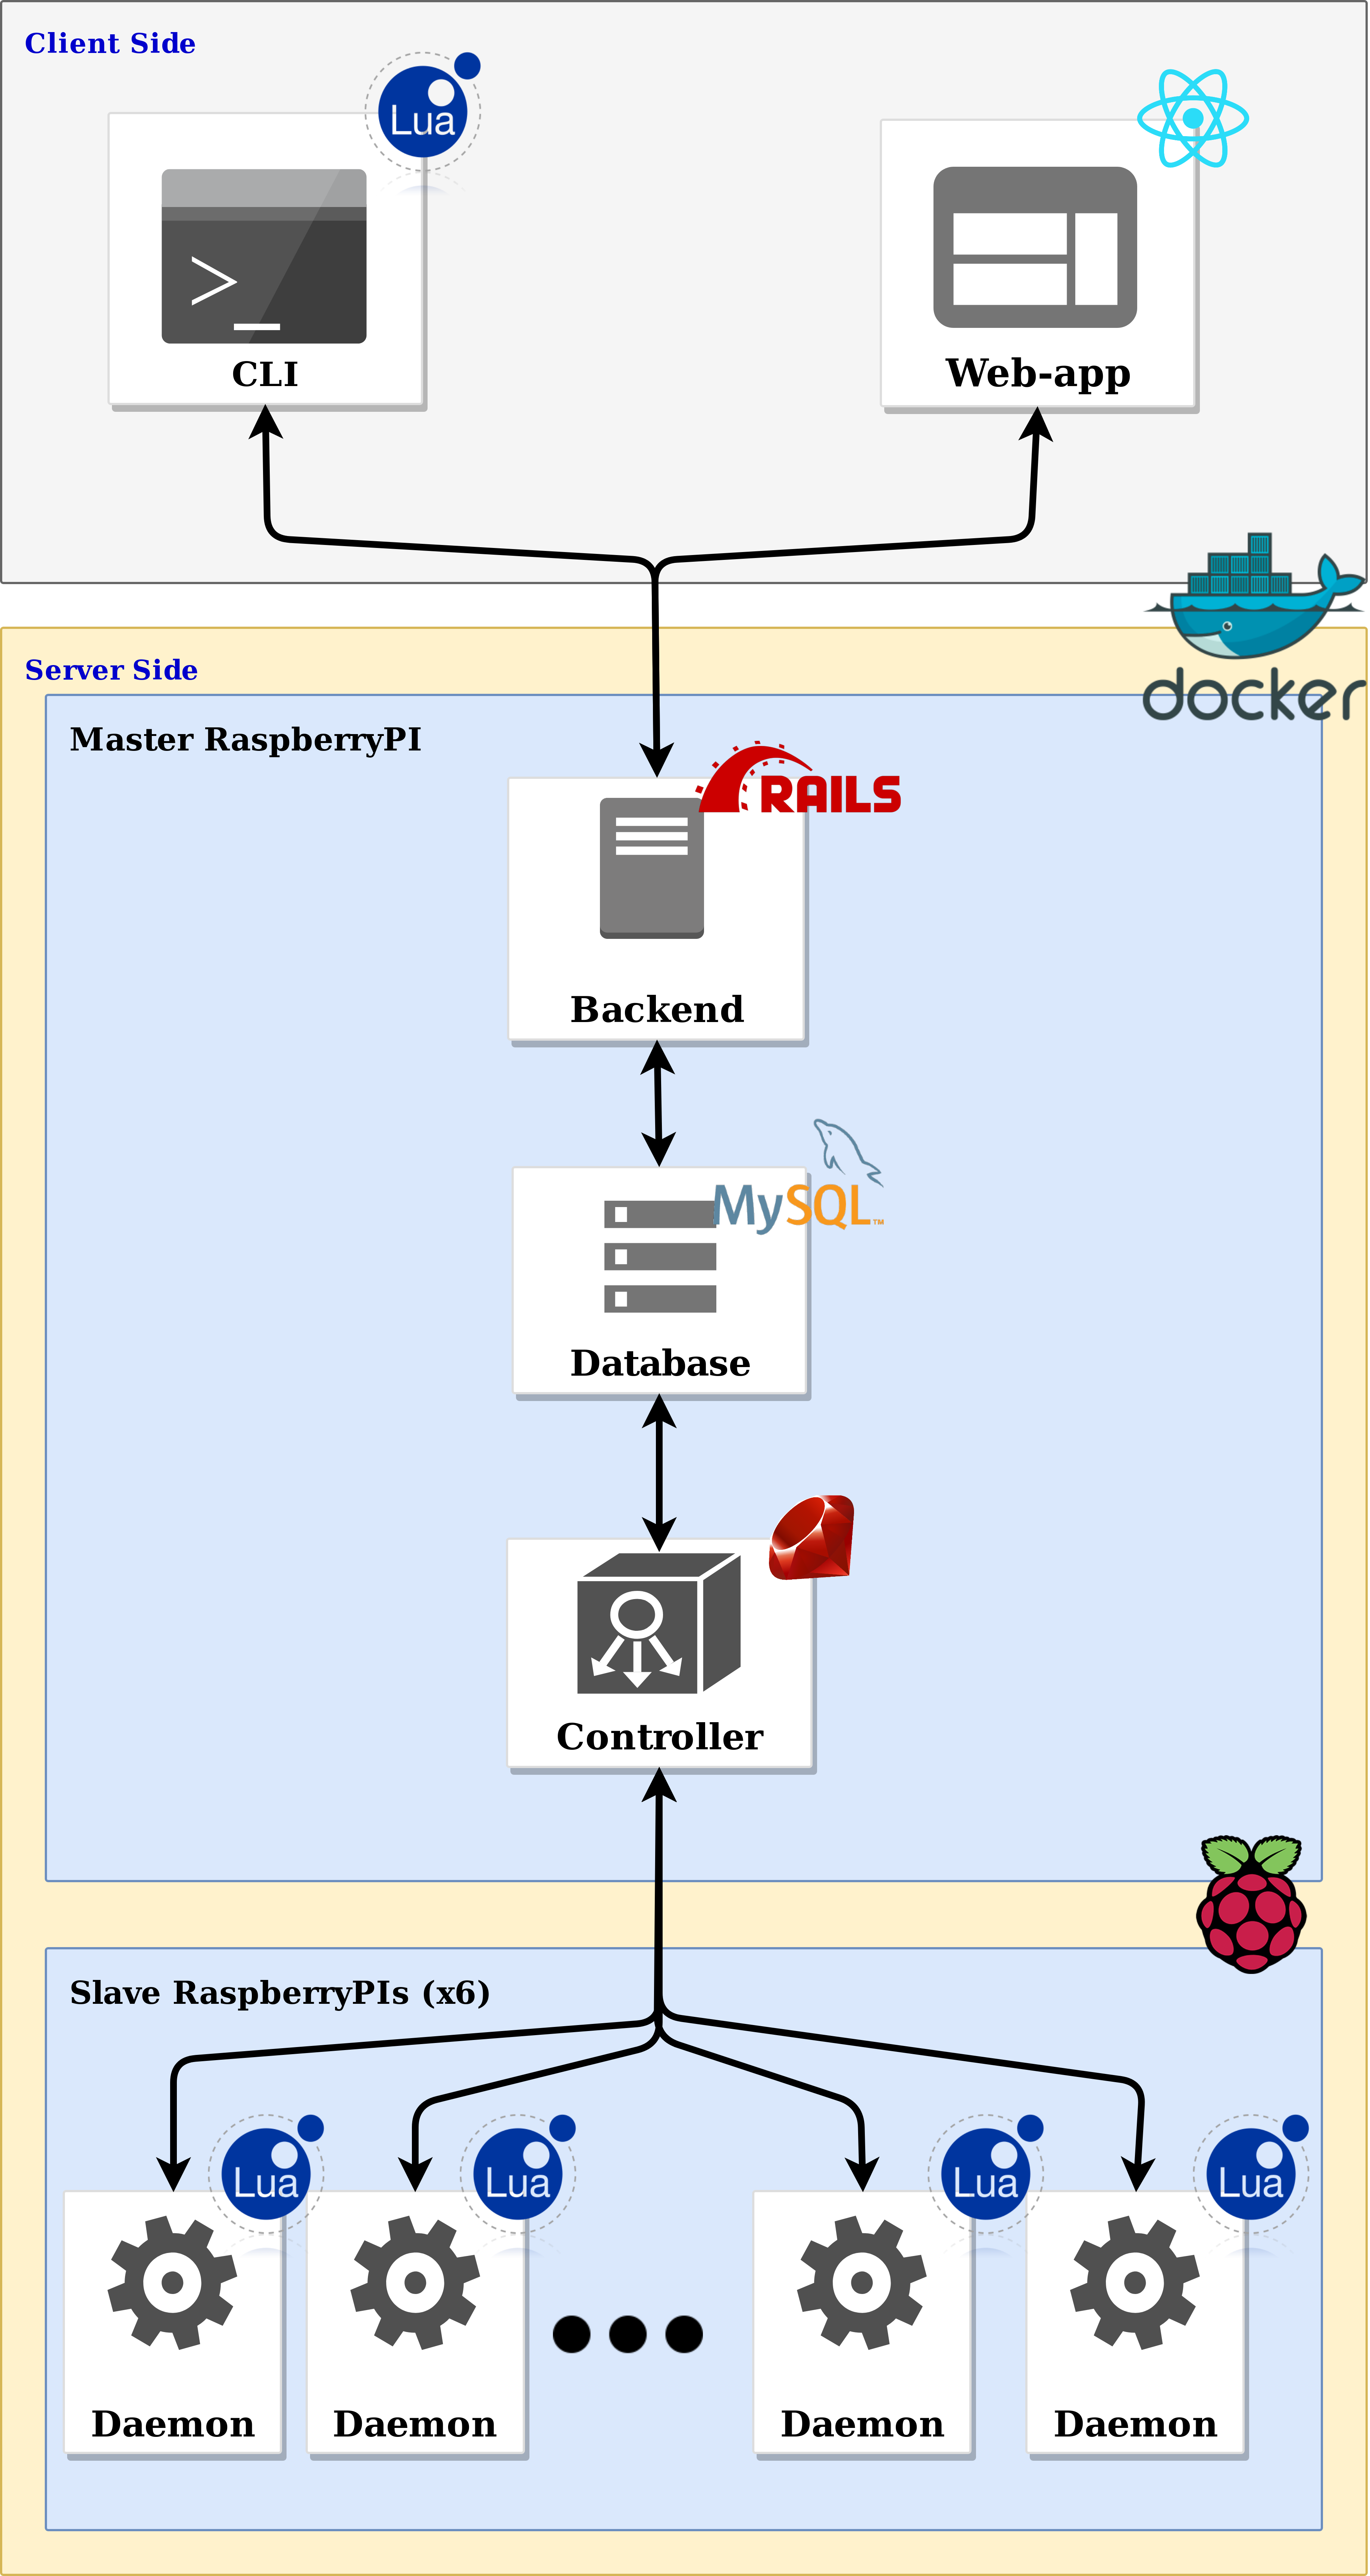 Client Side
Lua
>_
CLI
Web-app
docker
Server Side
Master RaspberryPI
RAILS
Backend
MySQL™
Database
Controller
Slave RaspberryPIs (x6)
Lua
Lua
Lua
Lua
Daemon
Daemon
Daemon
Daemon